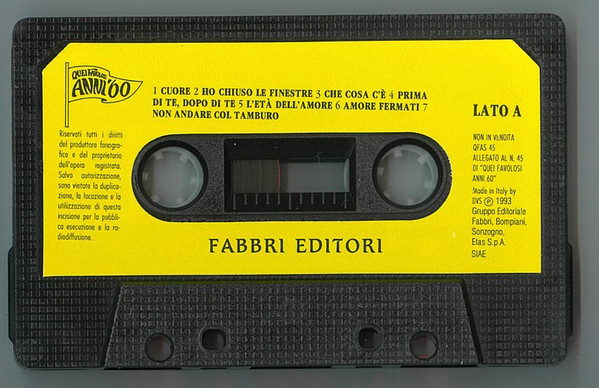 QUEI FAVOLOSI
ANNI '60
1 CUORE 2 HO CHIUSO LE FINESTRE 3 CHE COSA C'È 4 PRIMA
DI TE, DOPO DI TE 5 L'ETÀ DELL'AMORE 6 AMORE FERMATI 7
NON ANDARE COL TAMBURO
LATO A
Riservati tutti i diritti
del produttore fonogra-
fico e del proprietario
dell'opera registrata.
Salvo autorizzazione,
sono vietate la duplica-
zione, la locazione e la
utilizzazione di questa
incisione per la pubbli-
ca esecuzione e la ra-
diodiffusione.
NON IN VENDITA
QFAS 45
ALLEGATO AL N. 45
DI "QUEI FAVOLOSI
ANNI 60"
Made in Italy by
DVS Ⓟ 1993
Gruppo Editoriale
Fabbri, Bompiani,
Sonzogno,
Etas S.p.A.
SIAE
FABBRI EDITORI